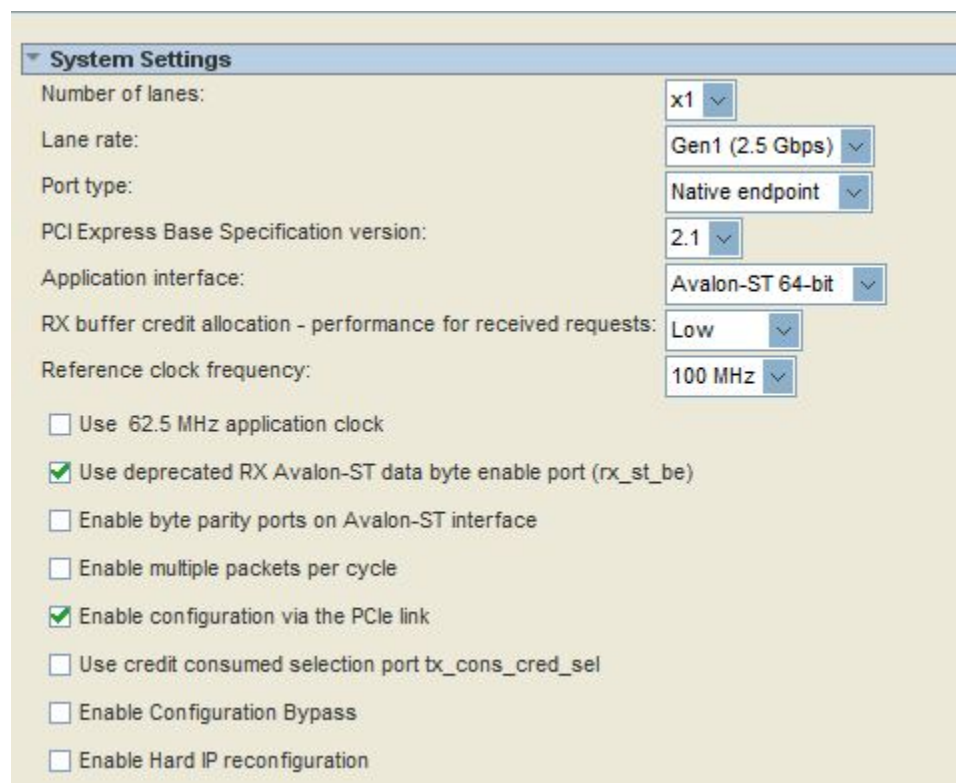 System Settings
Number of lanes: x1
Lane rate: Gen1 (2.5 Gbps)
Port type: Native endpoint
PCI Express Base Specification version: 2.1
Application interface: Avalon-ST 64-bit
RX buffer credit allocation - performance for received requests: Low
Reference clock frequency: 100 MHz
Use 62.5 MHz application clock
Use deprecated RX Avalon-ST data byte enable port (rx_st_be)
Enable byte parity ports on Avalon-ST interface
Enable multiple packets per cycle
Enable configuration via the PCIe link
Use credit consumed selection port tx_cons_cred_sel
Enable Configuration Bypass
Enable Hard IP reconfiguration